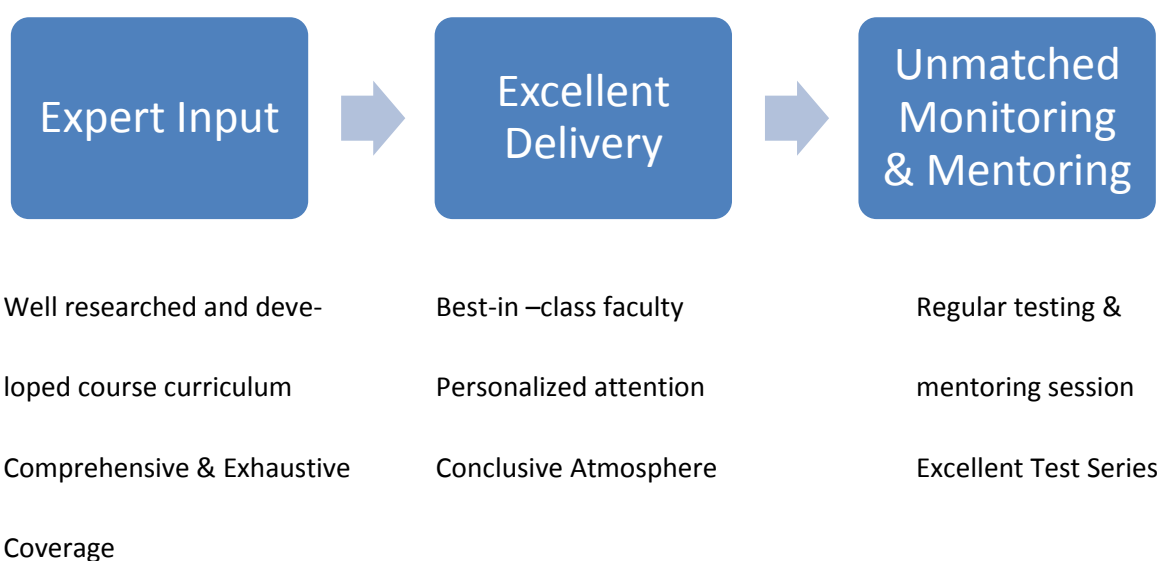 Expert Input
Excellent
Delivery
Unmatched
Monitoring
& Mentoring
Well researched and deve-
loped course curriculum
Comprehensive & Exhaustive
Coverage
Best-in –class faculty
Personalized attention
Conclusive Atmosphere
Regular testing &
mentoring session
Excellent Test Series